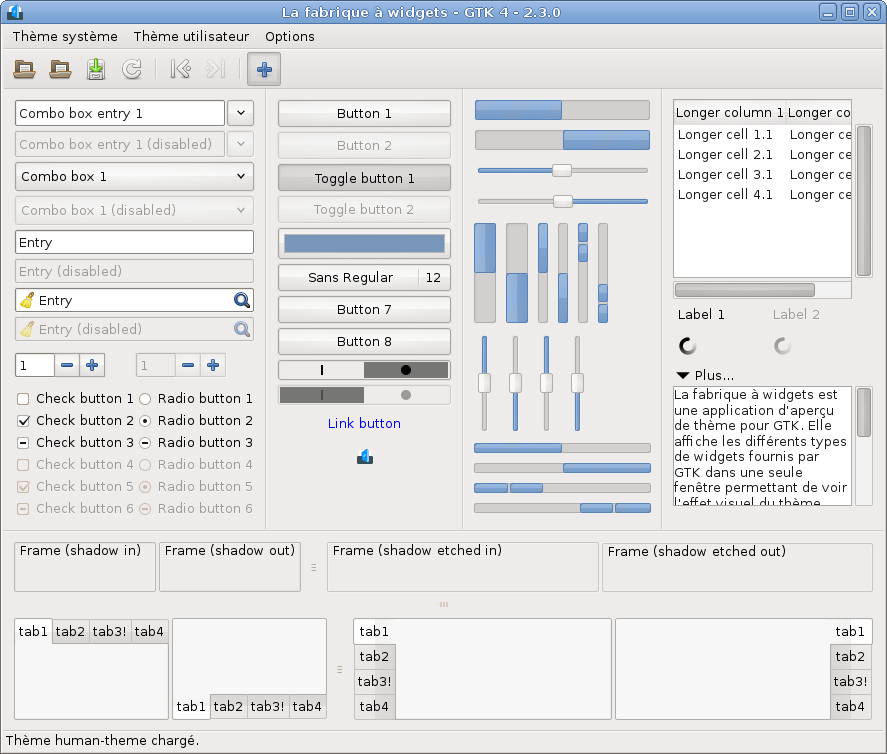 La fabrique à widgets - GTK 4 - 2.3.0
Thème système Thème utilisateur Options
Combo box entry 1
Combo box entry 1 (disabled)
Combo box 1
Combo box 1 (disabled)
Entry
Entry (disabled)
Entry
Entry (disabled)
1 1
Check button 1 Radio button 1
Check button 2 Radio button 2
Check button 3 Radio button 3
Check button 4 Radio button 4
Check button 5 Radio button 5
Check button 6 Radio button 6
Button 1
Button 2
Toggle button 1
Toggle button 2
Sans Regular 12
Button 7
Button 8
Link button
Longer column 1 Longer co
Longer cell 1.1 Longer ce
Longer cell 2.1 Longer ce
Longer cell 3.1 Longer ce
Longer cell 4.1 Longer ce
Label 1 Label 2
Plus...
La fabrique à widgets est
une application d'aperçu
de thème pour GTK. Elle
affiche les différents types
de widgets fournis par
GTK dans une seule
fenêtre permettant de voir
l'effet visuel du thème
Frame (shadow in) Frame (shadow out) Frame (shadow etched in) Frame (shadow etched out)
tab1 tab2 tab3! tab4
tab1 tab2 tab3! tab4
tab1
tab2
tab3!
tab4
tab1
tab2
tab3!
tab4
Thème human-theme chargé.